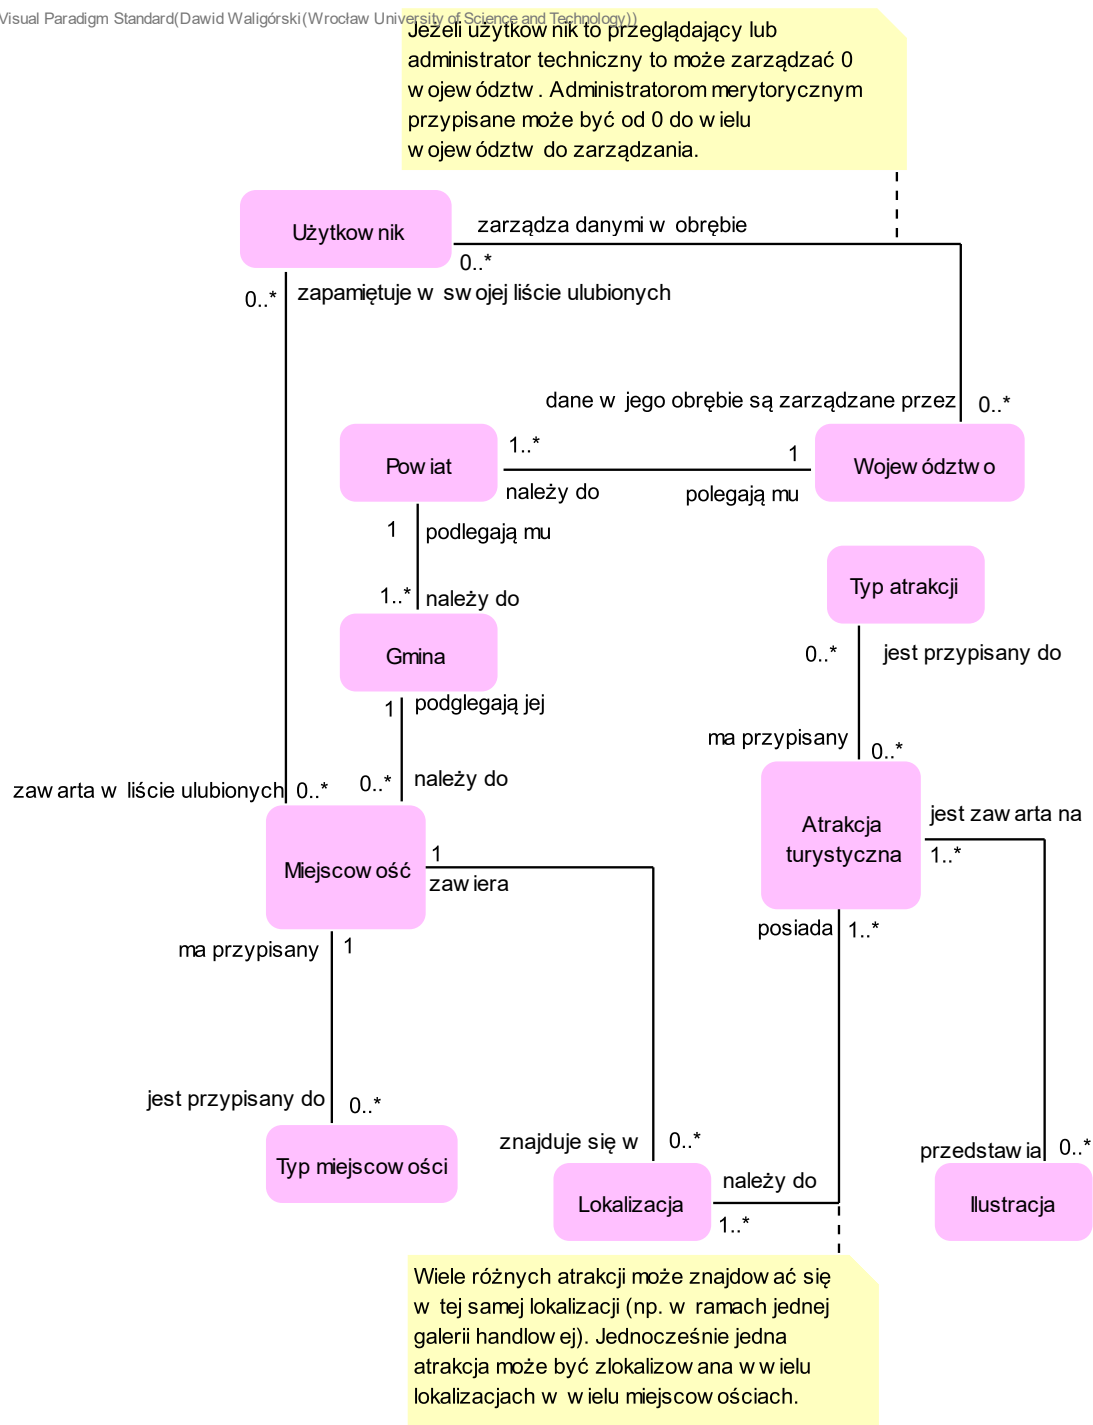 Visual Paradigm Standard(Dawid Waligórski(Wrocław University of Science and Technology))
Jeżeli użytkownik to przeglądający lub
administrator techniczny to może zarządzać 0
województw. Administratorom merytorycznym
przypisane może być od 0 do wielu
województw do zarządzania.
Użytkownik
zarządza danymi w obrębie
0..*
0..*
zapamiętuje w swojej liście ulubionych
dane w jego obrębie są zarządzane przez
0..*
Powiat
1..*
1
Województwo
należy do
polegają mu
1
podlegają mu
Typ atrakcji
1..*
należy do
Gmina
0..*
jest przypisany do
1
podglegają jej
ma przypisany
0..*
0..*
należy do
zawarta w liście ulubionych
0..*
Atrakcja
turystyczna
jest zawarta na
1..*
Miejscowość
1
zawiera
posiada
1..*
ma przypisany
1
jest przypisany do
0..*
Typ miejscowości
znajduje się w
0..*
przedstawia
0..*
Lokalizacja
należy do
1..*
Ilustracja
Wiele różnych atrakcji może znajdować się
w tej samej lokalizacji (np. w ramach jednej
galerii handlowej). Jednocześnie jedna
atrakcja może być zlokalizowana w wielu
lokalizacjach w wielu miejscowościach.